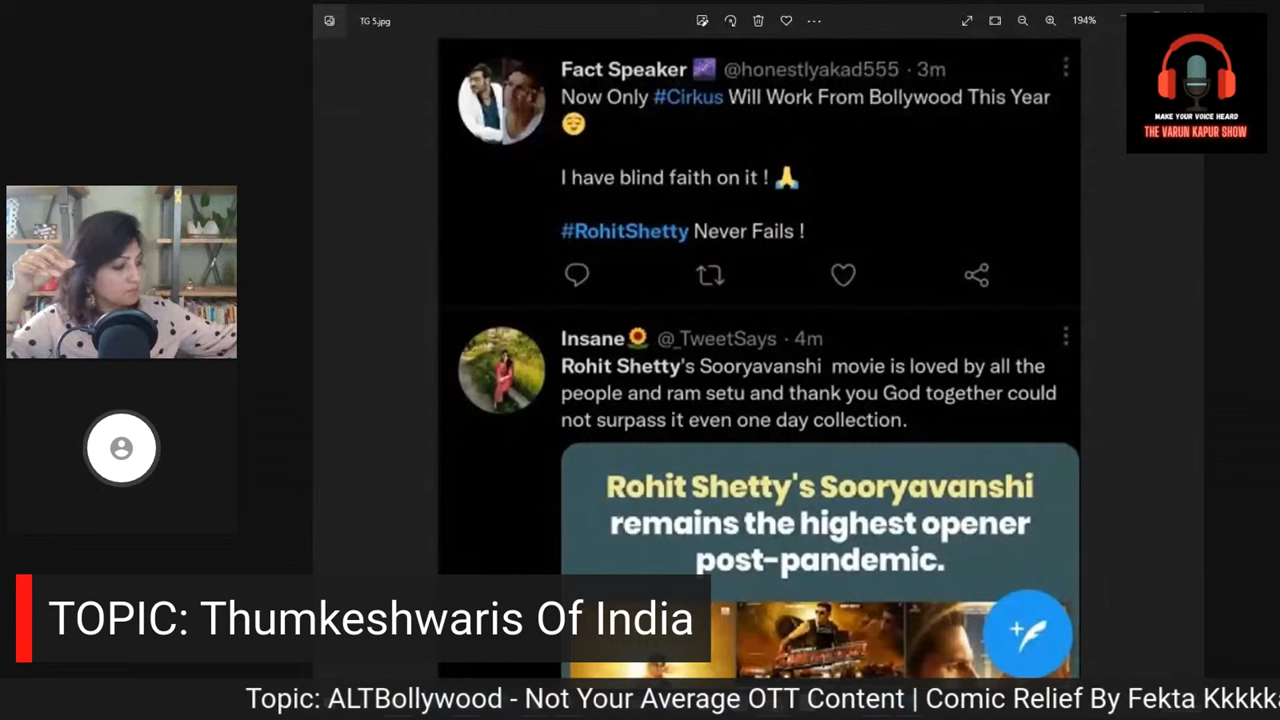 TG 5.jpg
194%
Fact Speaker @honestlyakad555 · 3m
Now Only #Cirkus Will Work From Bollywood This Year
😌
I have blind faith on it ! 🙏
#RohitShetty Never Fails !
Insane🌻 @_TweetSays · 4m
Rohit Shetty's Sooryavanshi movie is loved by all the
people and ram setu and thank you God together could
not surpass it even one day collection.
Rohit Shetty's Sooryavanshi
remains the highest opener
post-pandemic.
MAKE YOUR VOICE HEARD
THE VARUN KAPUR SHOW
TOPIC: Thumkeshwaris Of India
Topic: ALTBollywood - Not Your Average OTT Content | Comic Relief By Fekta Kkkkk